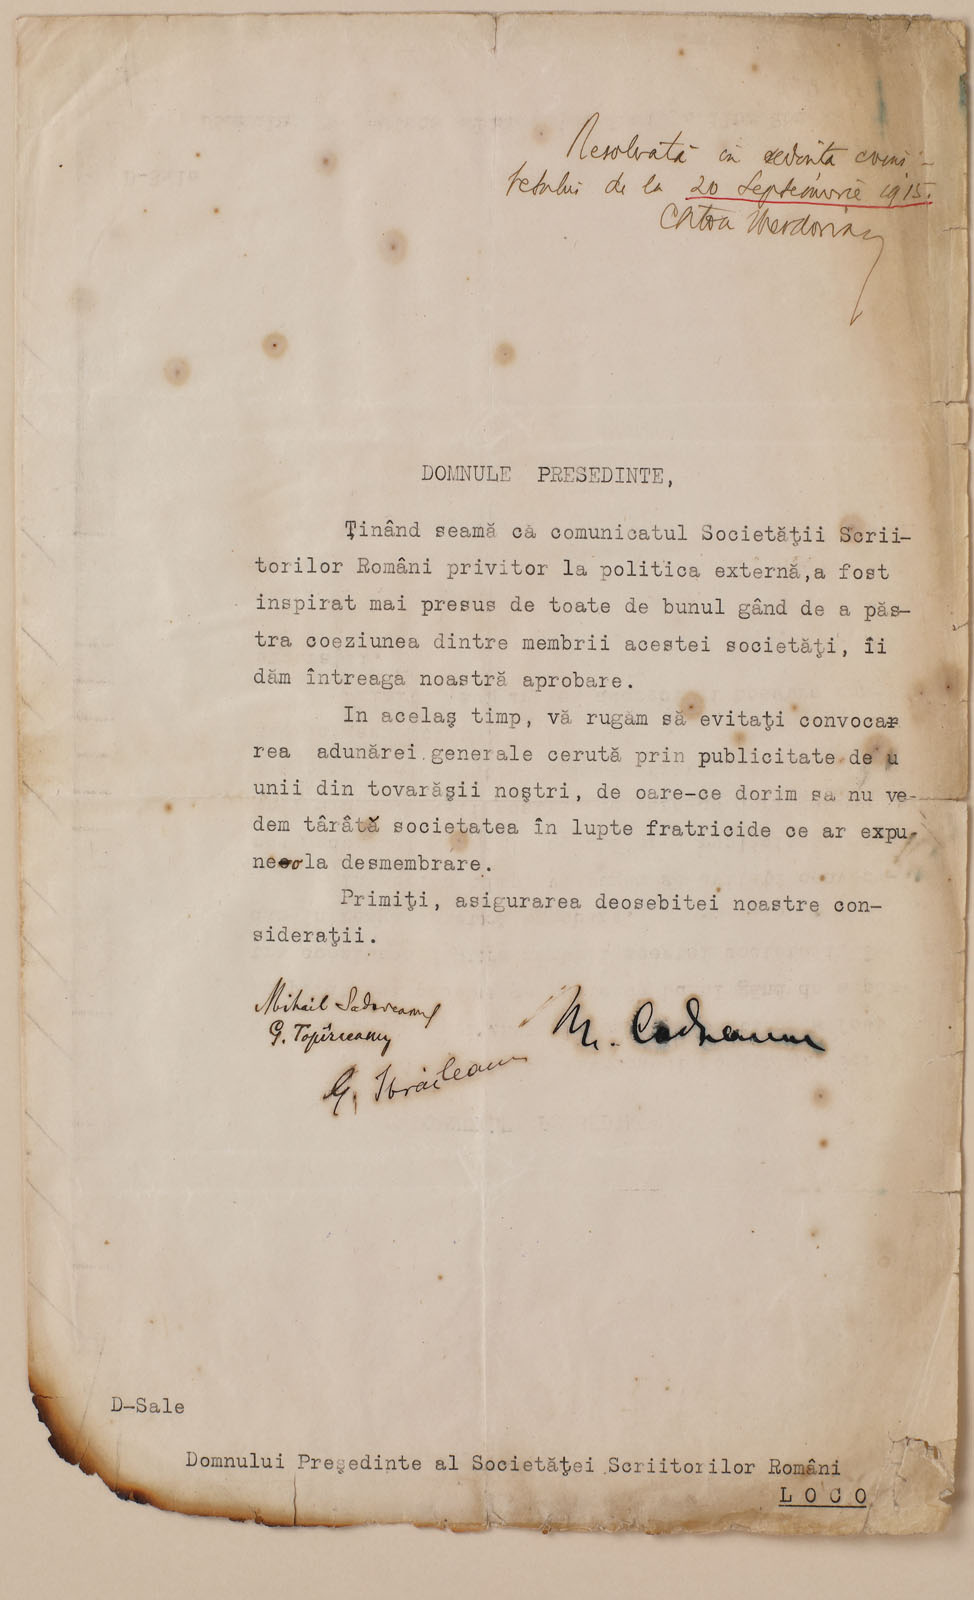 Resolvată in ședința comi-
tetului de la 20 Septembrie 1915.
DOMNULE PRESEDINTE,
Ţinând seamă că comunicatul Societăţii Scrii-
torilor Români privitor la politica externă,a fost
inspirat mai presus de toate de bunul gând de a păs-
tra coeziunea dintre membrii acestei societăţi, îi
dăm întreaga noastră aprobare.
In acelaş timp, vă rugăm să evitaţi convocar
rea adunărei generale cerută prin publicitate de u
unii din tovarăşii noştri, de oare-ce dorim sa nu ve-
dem târâtă societatea în lupte fratricide ce ar expu-
ne-o la desmembrare.
Primiţi, asigurarea deosebitei noastre con-
sideraţii.
Mihail Sadoveanu
G. Topîrceanu
M. Codreanu
G. Ibrăileanu
D-Sale
Domnului Preşedinte al Societăţei Scriitorilor Români
LOCO